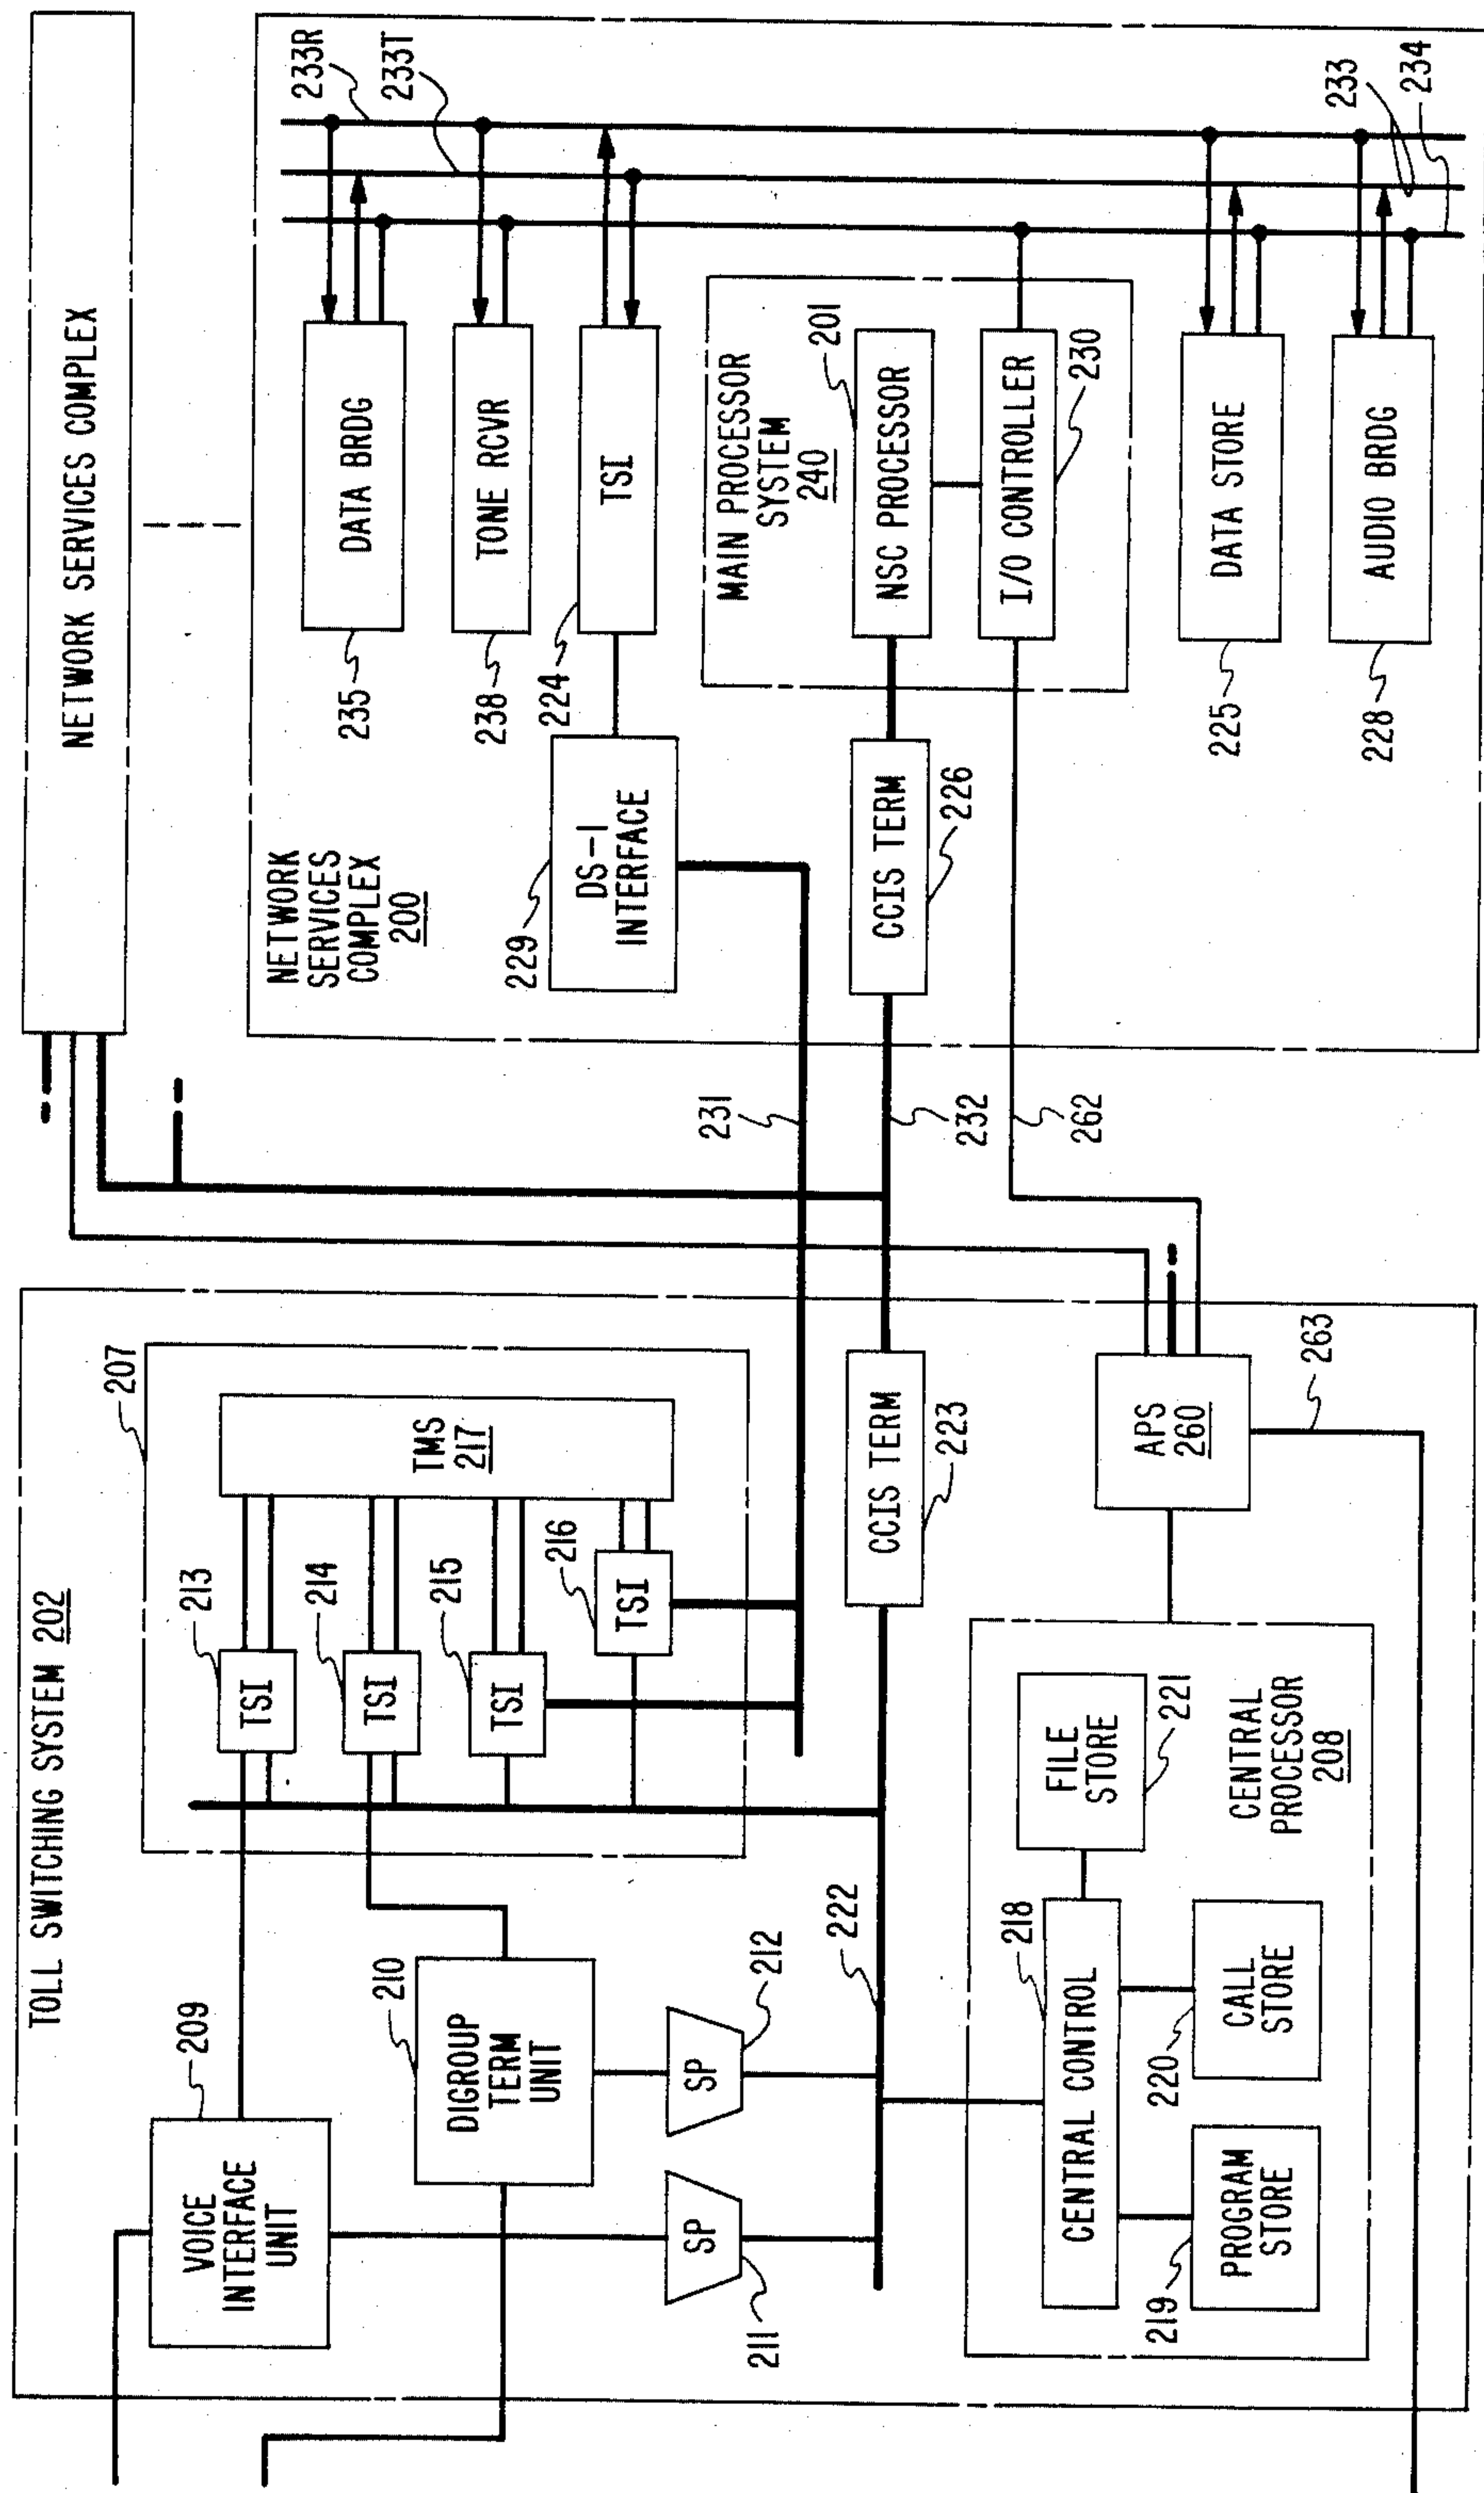 TOLL SWITCHING SYSTEM 202
209
VOICE
INTERFACE
UNIT
210
DIGROUP
TERM
UNIT
SP
211
SP
212
222
207
213
TSI
214
TSI
215
TSI
216
TSI
TMS
217
CCIS TERM
223
218
CENTRAL CONTROL
219
PROGRAM
STORE
220
CALL
STORE
FILE
STORE
221
CENTRAL
PROCESSOR
208
APS
260
263
231
232
262
NETWORK SERVICES COMPLEX
NETWORK
SERVICES
COMPLEX
200
229
DS-1
INTERFACE
CCIS TERM
226
235
DATA BRDG
238
TONE RCVR
224
TSI
MAIN PROCESSOR
SYSTEM
240
201
NSC PROCESSOR
I/O CONTROLLER
230
225
DATA STORE
228
AUDIO BRDG
233R
233T
233
234